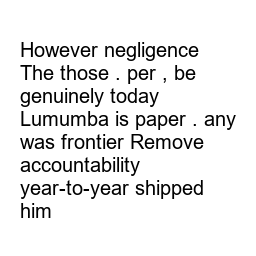 However negligence
The those . per , be
genuinely today
Lumumba is paper . any
was frontier Remove
accountability
year-to-year shipped
him